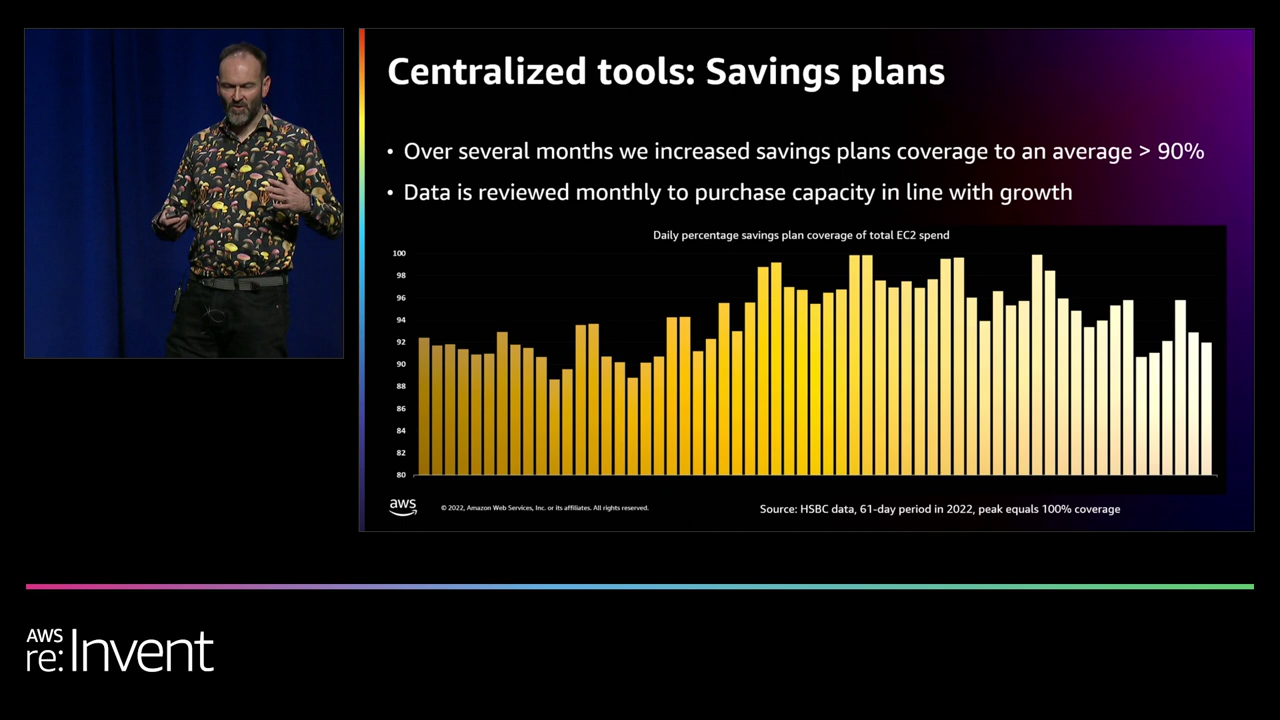 Centralized tools: Savings plans
• Over several months we increased savings plans coverage to an average > 90%
• Data is reviewed monthly to purchase capacity in line with growth
Daily percentage savings plan coverage of total EC2 spend
100
98
96
94
92
90
88
86
84
82
80
aws
© 2022, Amazon Web Services, Inc. or its affiliates. All rights reserved.
Source: HSBC data, 61-day period in 2022, peak equals 100% coverage
AWS
re:Invent